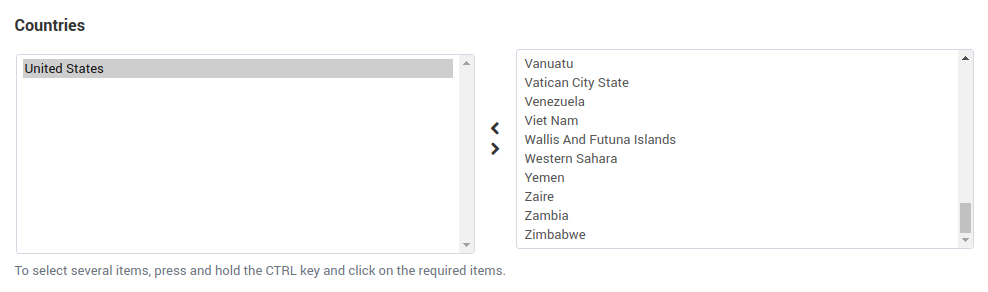 Countries
United States
Vanuatu
Vatican City State
Venezuela
Viet Nam
Wallis And Futuna Islands
Western Sahara
Yemen
Zaire
Zambia
Zimbabwe
To select several items, press and hold the CTRL key and click on the required items.